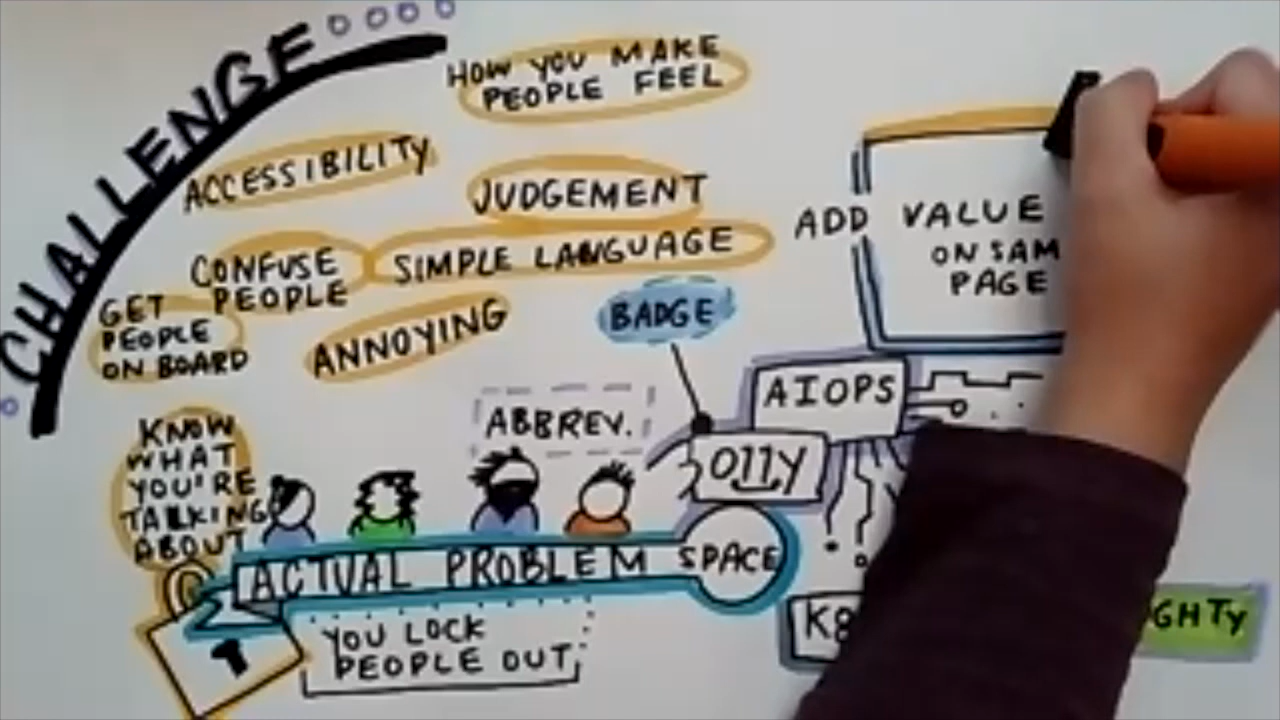 CHALLENGE
HOW YOU MAKE
PEOPLE FEEL
ACCESSIBILITY
JUDGEMENT
CONFUSE
PEOPLE
SIMPLE LANGUAGE
GET
PEOPLE
ON BOARD
ANNOYING
BADGE
ADD VALUE
ON SAM
PAGE
AIOPS
ABBREV.
O11Y
KNOW
WHAT
YOU'RE
TALKING
ABOUT
ACTUAL PROBLEM SPACE
YOU LOCK
PEOPLE OUT
K8
GHTY